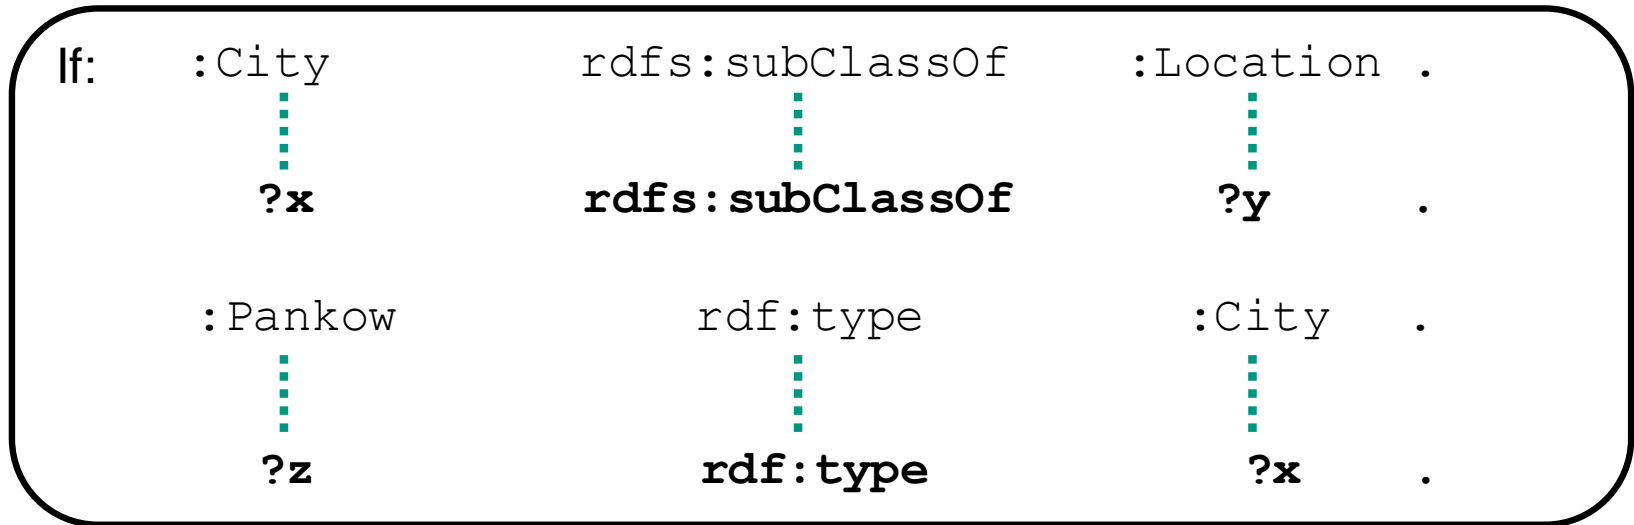 If: :City rdfs:subClassOf :Location .
?x rdfs:subClassOf ?y .
:Pankow rdf:type :City .
?z rdf:type ?x .